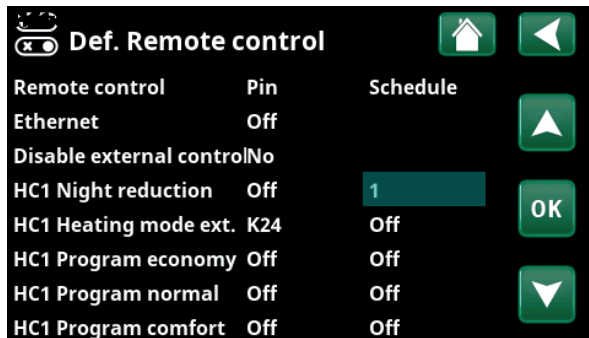 Def. Remote control
Remote control Pin Schedule
Ethernet Off
Disable external control No
HC1 Night reduction Off 1
HC1 Heating mode ext. K24 Off
OK
HC1 Program economy Off Off
HC1 Program normal Off Off
HC1 Program comfort Off Off